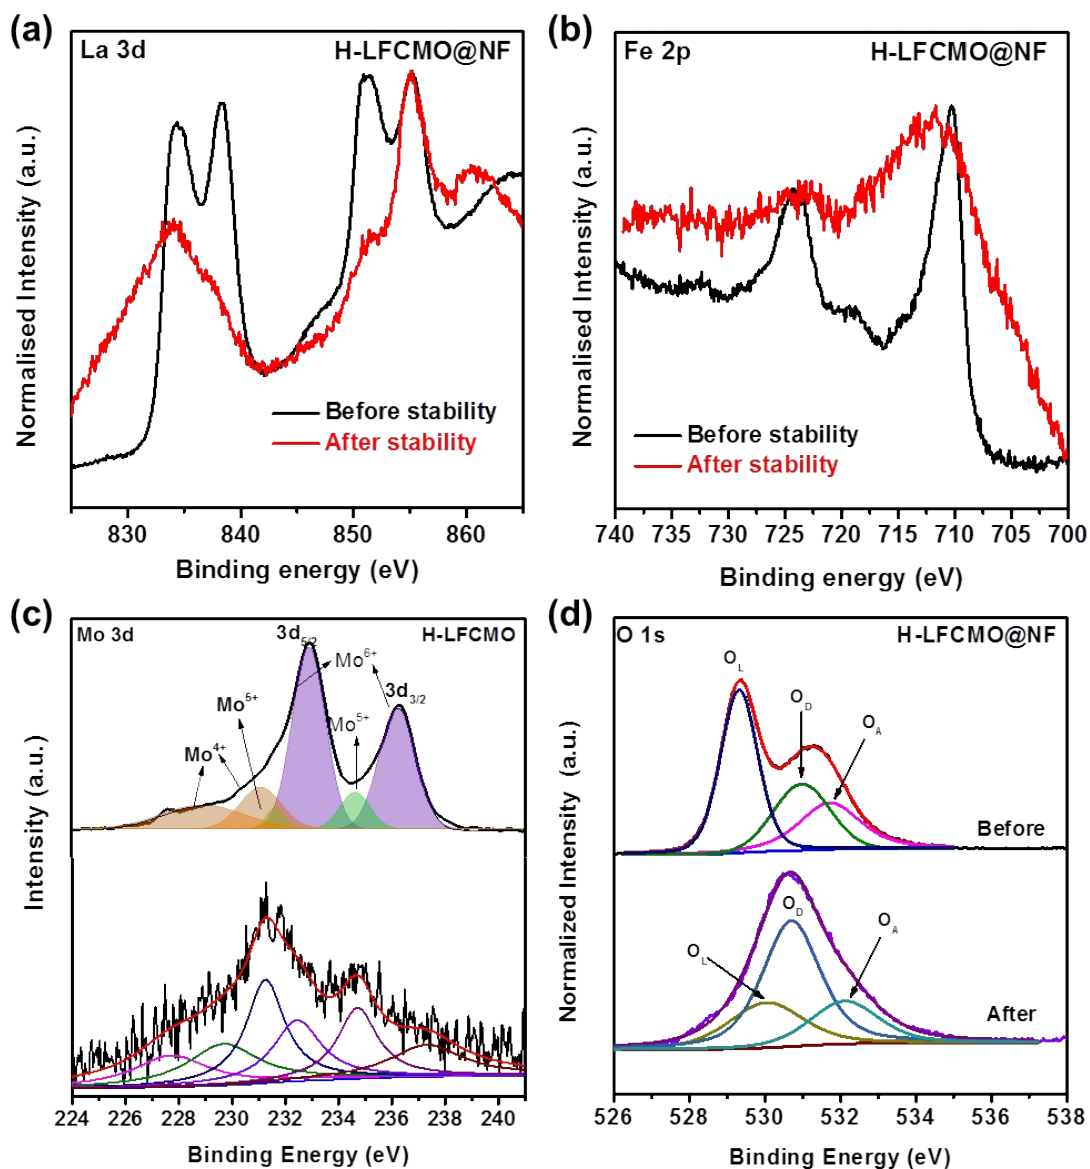 (a)
La 3d
H-LFCMO@NF
Normalised Intensity (a.u.)
Before stability
After stability
830 840 850 860
Binding energy (eV)
(b)
Fe 2p
H-LFCMO@NF
Normalised Intensity (a.u.)
Before stability
After stability
740 735 730 725 720 715 710 705 700
Binding energy (eV)
(c)
Mo 3d
3d5/2
H-LFCMO
Mo6+
Mo5+
3d3/2
Mo5+
Mo4+
Intensity (a.u.)
224 226 228 230 232 234 236 238 240
Binding Energy (eV)
(d)
O 1s
H-LFCMO@NF
OL
OD
OA
Before
OD
OL
OA
After
Normalized Intensity (a.u.)
526 528 530 532 534 536 538
Binding Energy (eV)